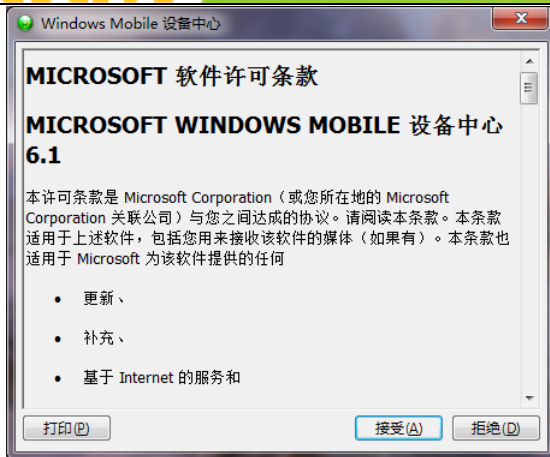 Windows Mobile 设备中心
MICROSOFT 软件许可条款
MICROSOFT WINDOWS MOBILE 设备中心
6.1
本许可条款是 Microsoft Corporation（或您所在地的 Microsoft
Corporation 关联公司）与您之间达成的协议。请阅读本条款。本条款
适用于上述软件，包括您用来接收该软件的媒体（如果有）。本条款也
适用于 Microsoft 为该软件提供的任何
• 更新、
• 补充、
• 基于 Internet 的服务和
打印(P) 接受(A) 拒绝(D)